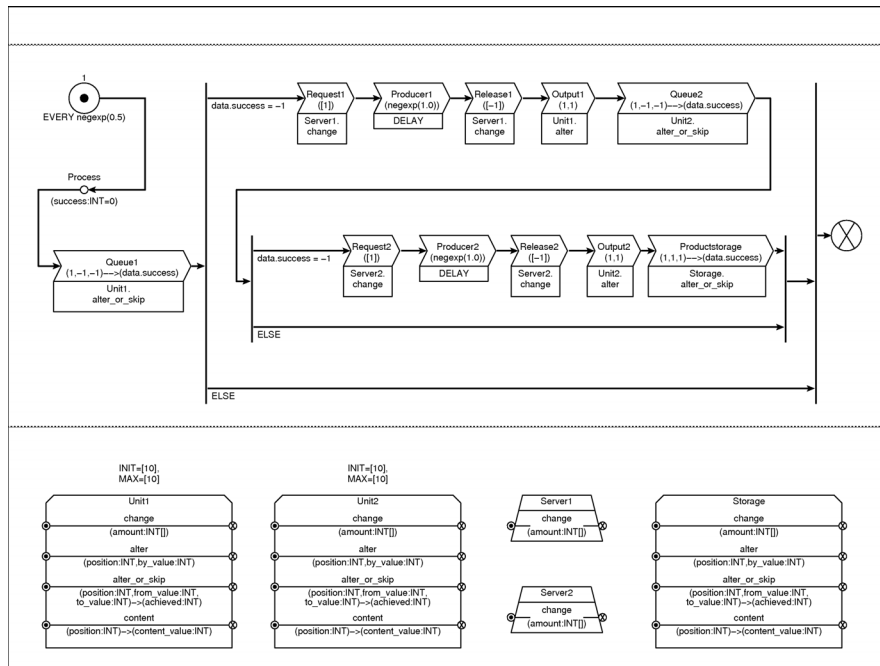 1
EVERY negexp(0.5)
Process
(success:INT=0)
Queue1
(1,−1,−1)−−>(data.success)
Unit1.
alter_or_skip
data.success = −1
Request1
([1])
Server1.
change
Producer1
(negexp(1.0))
DELAY
Release1
([−1])
Server1.
change
Output1
(1,1)
Unit1.
alter
Queue2
(1,−1,−1)−−>(data.success)
Unit2.
alter_or_skip
data.success = −1
Request2
([1])
Server2.
change
Producer2
(negexp(1.0))
DELAY
Release2
([−1])
Server2.
change
Output2
(1,1)
Unit2.
alter
Productstorage
(1,1,1)−−>(data.success)
Storage.
alter_or_skip
ELSE
ELSE
INIT=[10],
MAX=[10]
Unit1
change
(amount:INT[])
alter
(position:INT,by_value:INT)
alter_or_skip
(position:INT,from_value:INT,
to_value:INT)−>(achieved:INT)
content
(position:INT)−>(content_value:INT)
INIT=[10],
MAX=[10]
Unit2
change
(amount:INT[])
alter
(position:INT,by_value:INT)
alter_or_skip
(position:INT,from_value:INT,
to_value:INT)−>(achieved:INT)
content
(position:INT)−>(content_value:INT)
Server1
change
(amount:INT[])
Server2
change
(amount:INT[])
Storage
change
(amount:INT[])
alter
(position:INT,by_value:INT)
alter_or_skip
(position:INT,from_value:INT,
to_value:INT)−>(achieved:INT)
content
(position:INT)−>(content_value:INT)